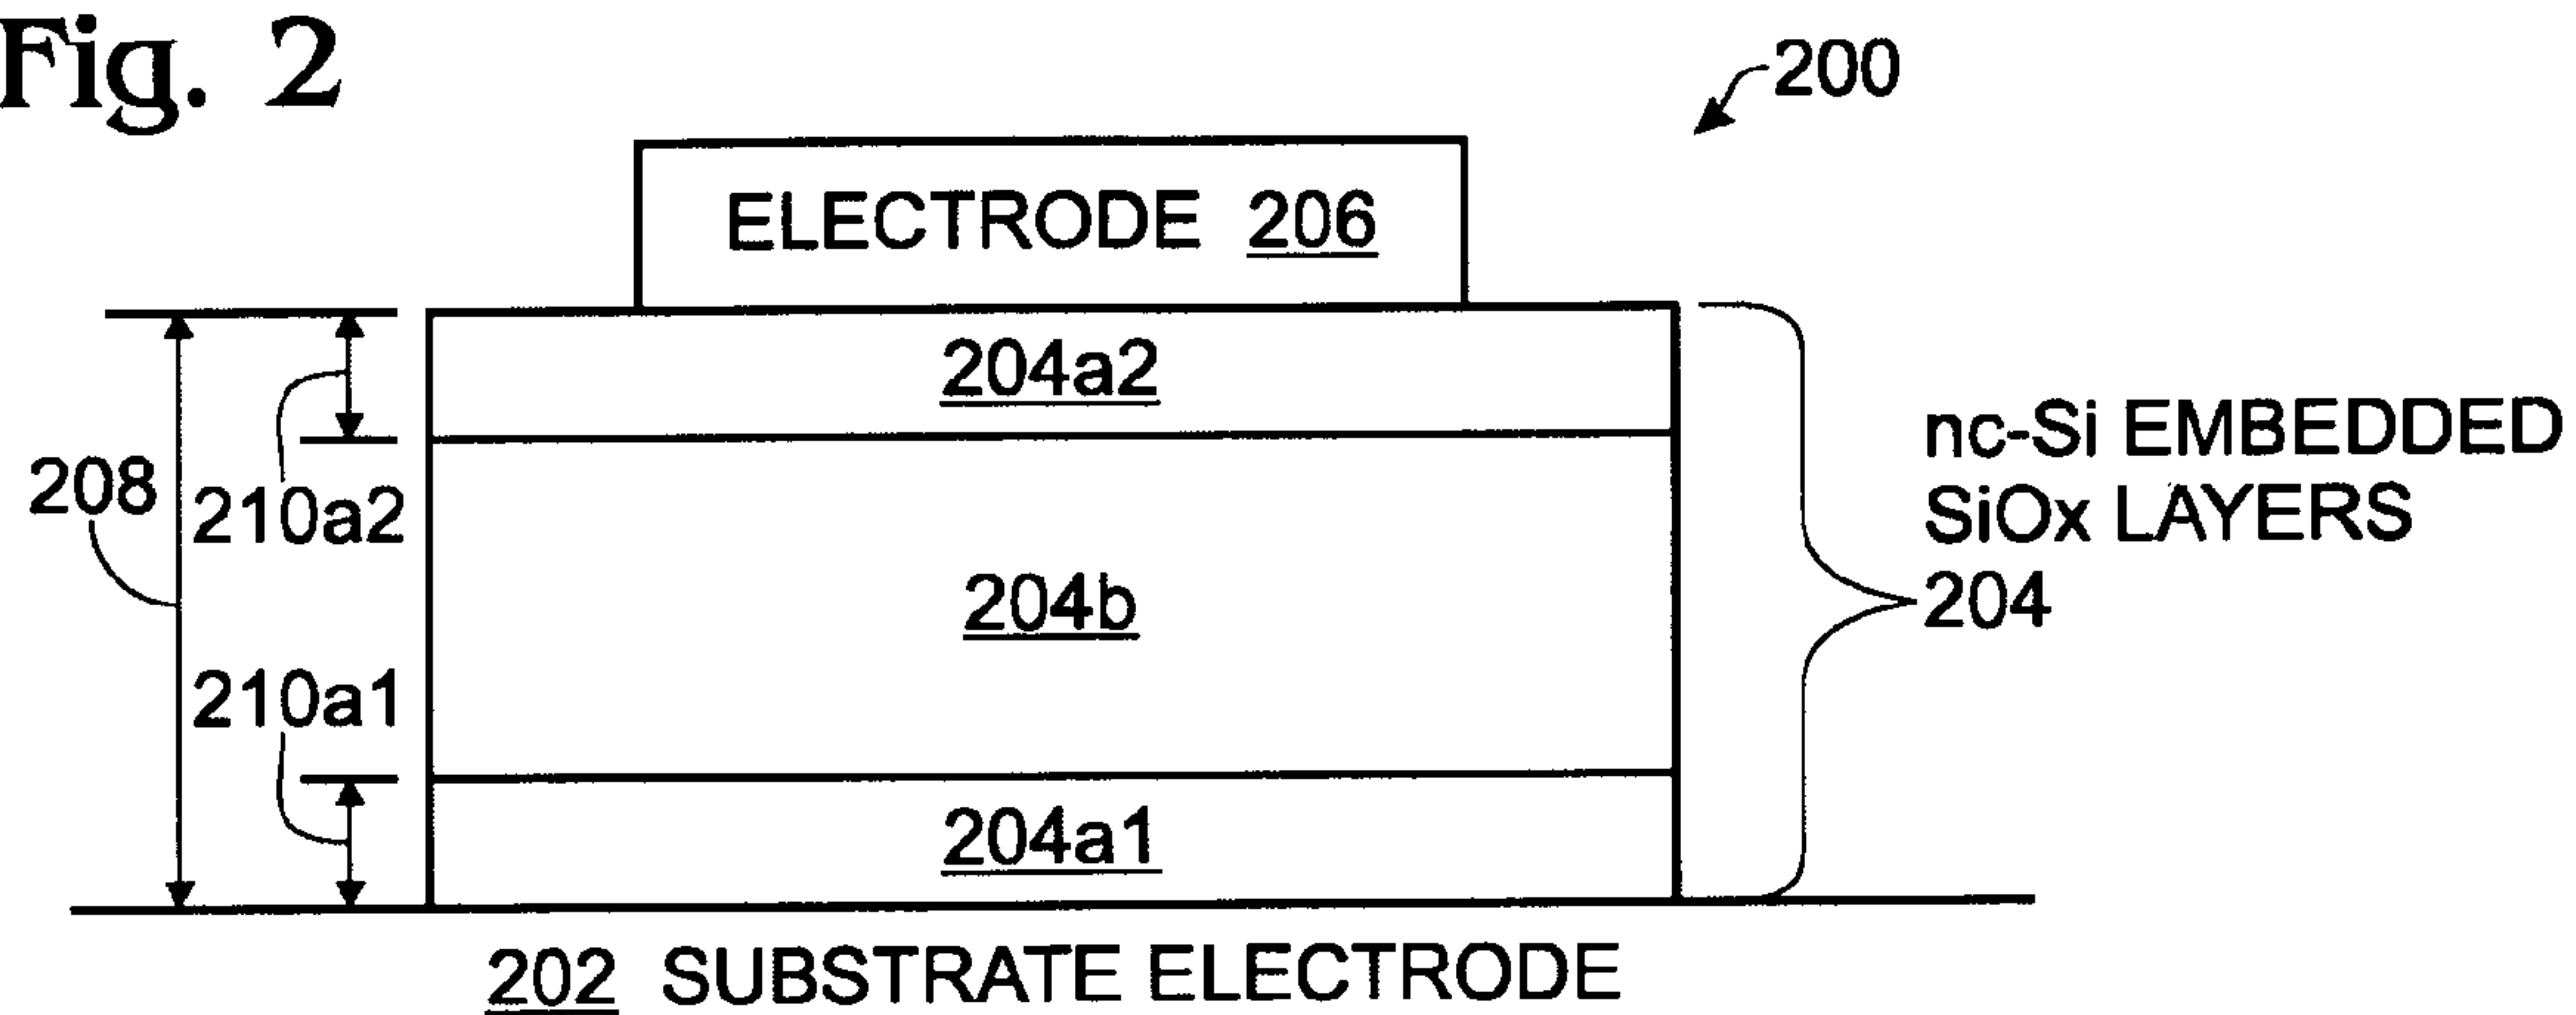 Fig. 2
200
ELECTRODE 206
204a2
nc-Si EMBEDDED
SiOx LAYERS
204
208
210a2
204b
210a1
204a1
202 SUBSTRATE ELECTRODE